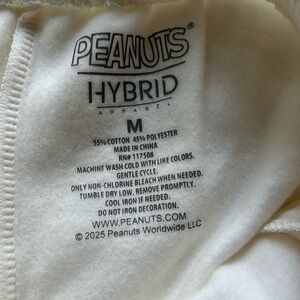 PEANUTS®
HYBRID
APPAREL
M
55% COTTON 45% POLYESTER
MADE IN CHINA
RN# 117508
MACHINE WASH COLD WITH LIKE COLORS.
GENTLE CYCLE.
ONLY NON-CHLORINE BLEACH WHEN NEEDED.
TUMBLE DRY LOW. REMOVE PROMPTLY.
COOL IRON IF NEEDED.
DO NOT IRON DECORATION.
WWW.PEANUTS.COM
© 2025 Peanuts Worldwide LLC